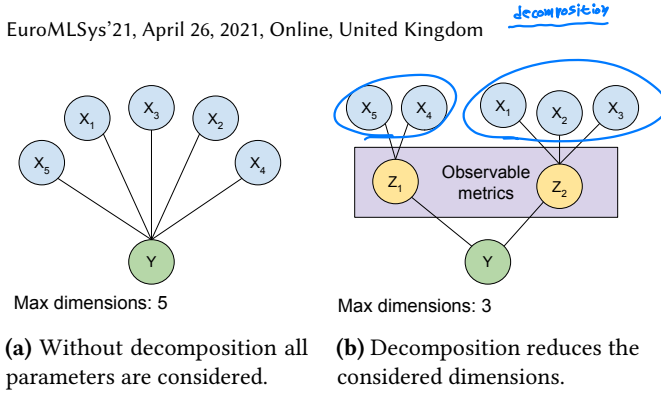 EuroMLSys'21, April 26, 2021, Online, United Kingdom
decomposition
X5 X1 X3 X2 X4
Y
Max dimensions: 5
(a) Without decomposition all
parameters are considered.
X5 X4 X1 X2 X3
Z1 Observable
metrics Z2
Y
Max dimensions: 3
(b) Decomposition reduces the
considered dimensions.